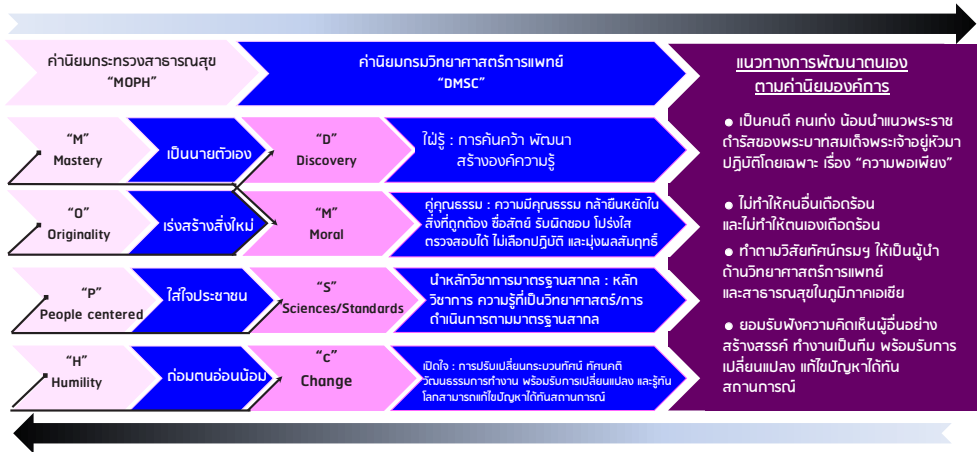 ค่านิยมกระทรวงสาธารณสุข
“MOPH”
ค่านิยมกรมวิทยาศาสตร์การแพทย์
“DMSC”
“M”
Mastery
เป็นนายตัวเอง
“D”
Discovery
ใฝ่รู้ : การค้นคว้า พัฒนา
สร้างองค์ความรู้
“O”
Originality
เร่งสร้างสิ่งใหม่
“M”
Moral
คู่คุณธรรม : ความมีคุณธรรม กล้ายืนหยัดใน
สิ่งที่ถูกต้อง ซื่อสัตย์ รับผิดชอบ โปร่งใส
ตรวจสอบได้ ไม่เลือกปฏิบัติ และมุ่งผลสัมฤทธิ์
“P”
People centered
ใส่ใจประชาชน
“S”
Sciences/Standards
นำหลักวิชาการมาตรฐานสากล : หลัก
วิชาการ ความรู้ที่เป็นวิทยาศาสตร์/การ
ดำเนินการตามมาตรฐานสากล
“H”
Humility
ถ่อมตนอ่อนน้อม
“C”
Change
เปิดใจ : การปรับเปลี่ยนกระบวนทัศน์ ทัศนคติ
วัฒนธรรมการทำงาน พร้อมรับการเปลี่ยนแปลง และรู้ทัน
โลกสามารถแก้ไขปัญหาได้ทันสถานการณ์
แนวทางการพัฒนาตนเอง
ตามค่านิยมองค์การ
● เป็นคนดี คนเก่ง น้อมนำแนวพระราช
ดำรัสของพระบาทสมเด็จพระเจ้าอยู่หัวมา
ปฏิบัติโดยเฉพาะ เรื่อง “ความพอเพียง”
● ไม่ทำให้คนอื่นเดือดร้อน
และไม่ทำให้ตนเองเดือดร้อน
● ทำตามวิสัยทัศน์กรมฯ ให้เป็นผู้นำ
ด้านวิทยาศาสตร์การแพทย์
และสาธารณสุขในภูมิภาคเอเชีย
● ยอมรับฟังความคิดเห็นผู้อื่นอย่าง
สร้างสรรค์ ทำงานเป็นทีม พร้อมรับการ
เปลี่ยนแปลง แก้ไขปัญหาได้ทัน
สถานการณ์